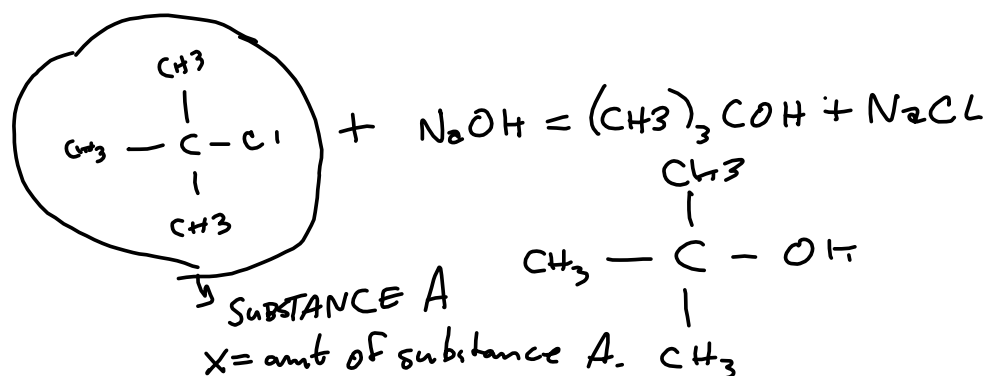 CH3
CH3 — C — Cl + NaOH = (CH3)3 COH + NaCL
CH3
CH3
CH3 — C — OH
CH3
SUBSTANCE A
X = amt of substance A.